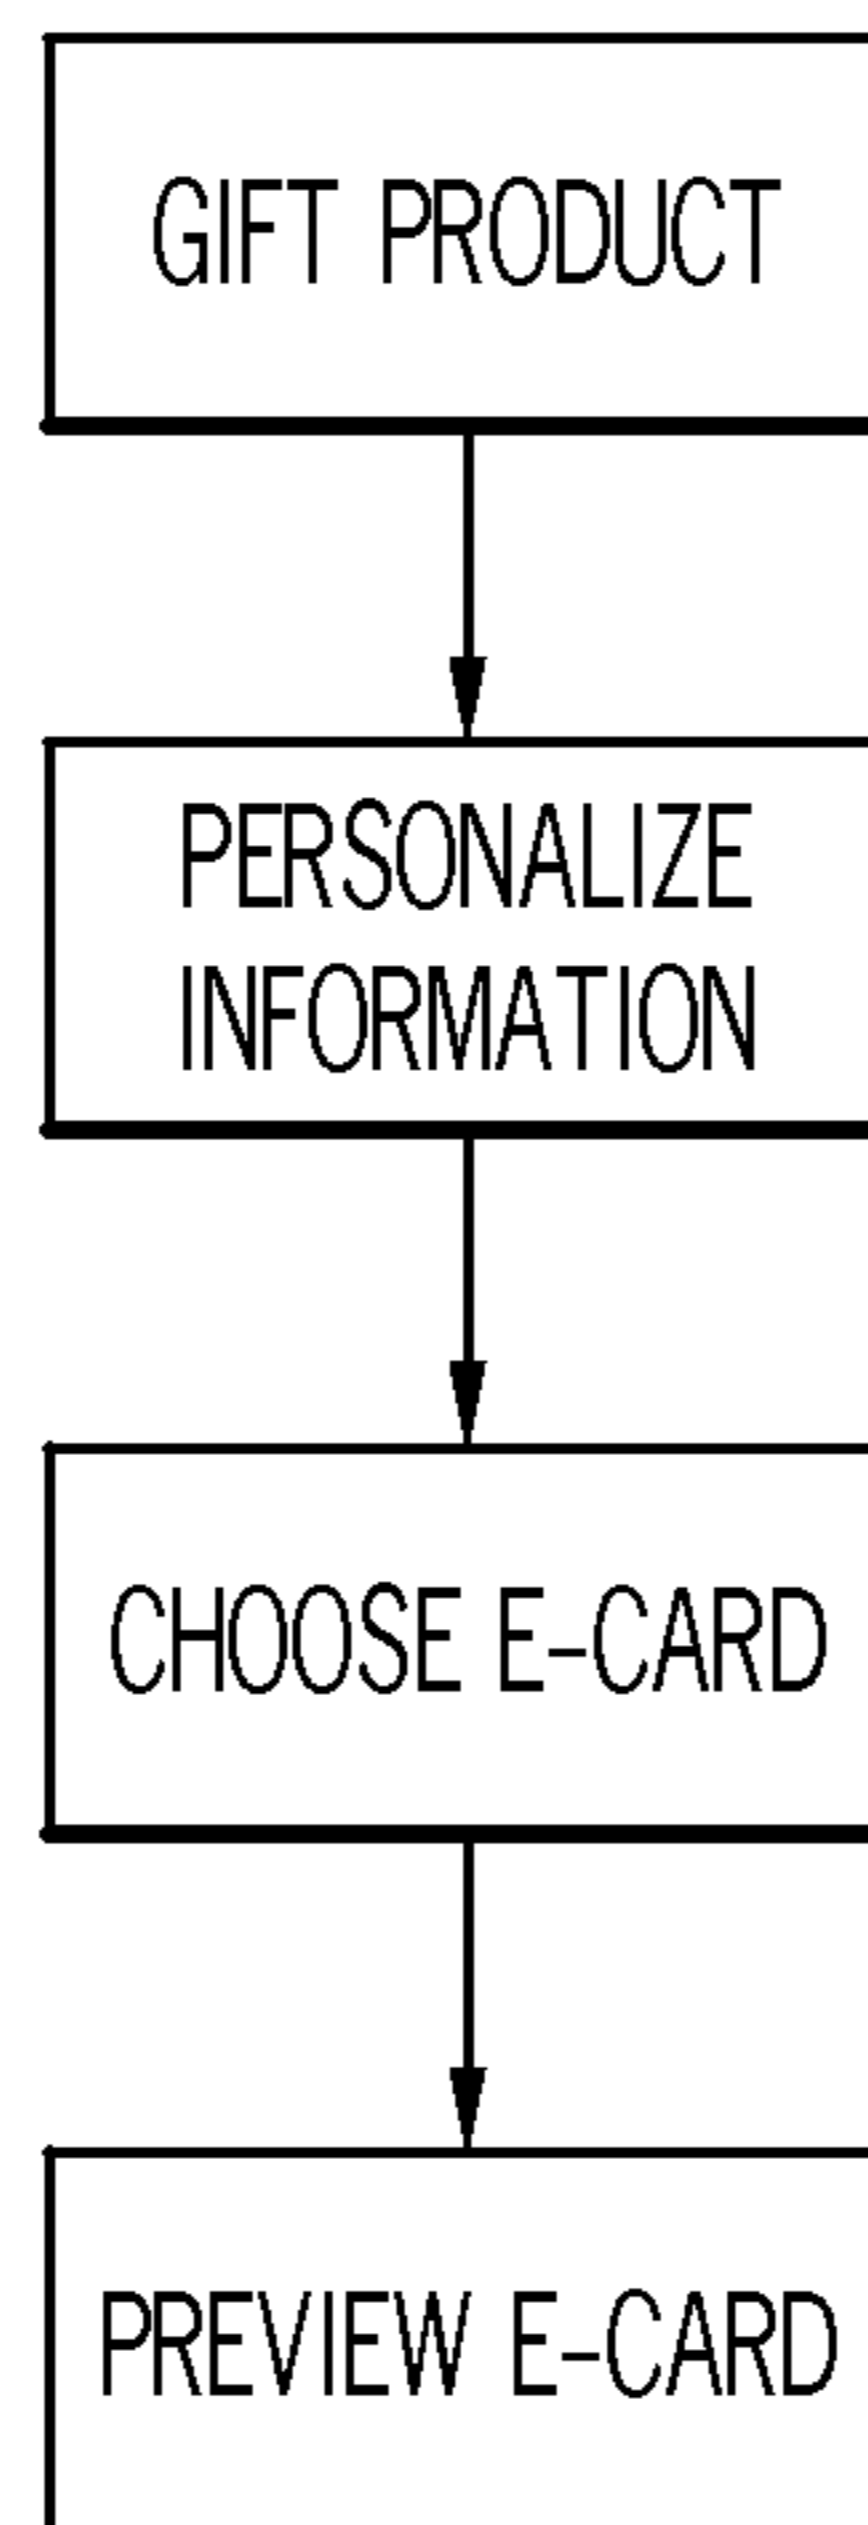 GIFT PRODUCT
PERSONALIZE
INFORMATION
CHOOSE E-CARD
PREVIEW E-CARD